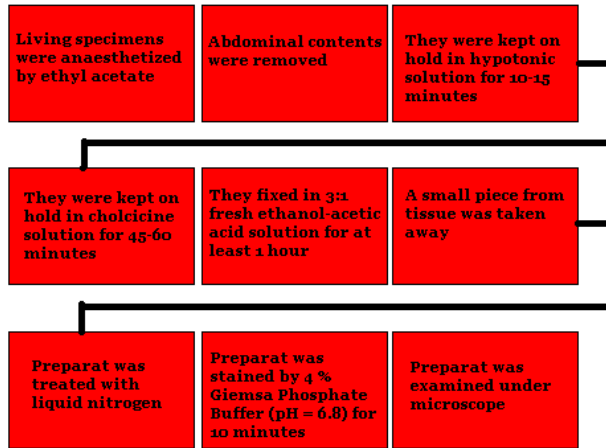 Living specimens
were anaesthetized
by ethyl acetate
Abdominal contents
were removed
They were kept on
hold in hypotonic
solution for 10-15
minutes
They were kept on
hold in cholcicine
solution for 45-60
minutes
They fixed in 3:1
fresh ethanol-acetic
acid solution for at
least 1 hour
A small piece from
tissue was taken
away
Preparat was
treated with
liquid nitrogen
Preparat was
stained by 4 %
Giemsa Phosphate
Buffer (pH = 6.8) for
10 minutes
Preparat was
examined under
microscope